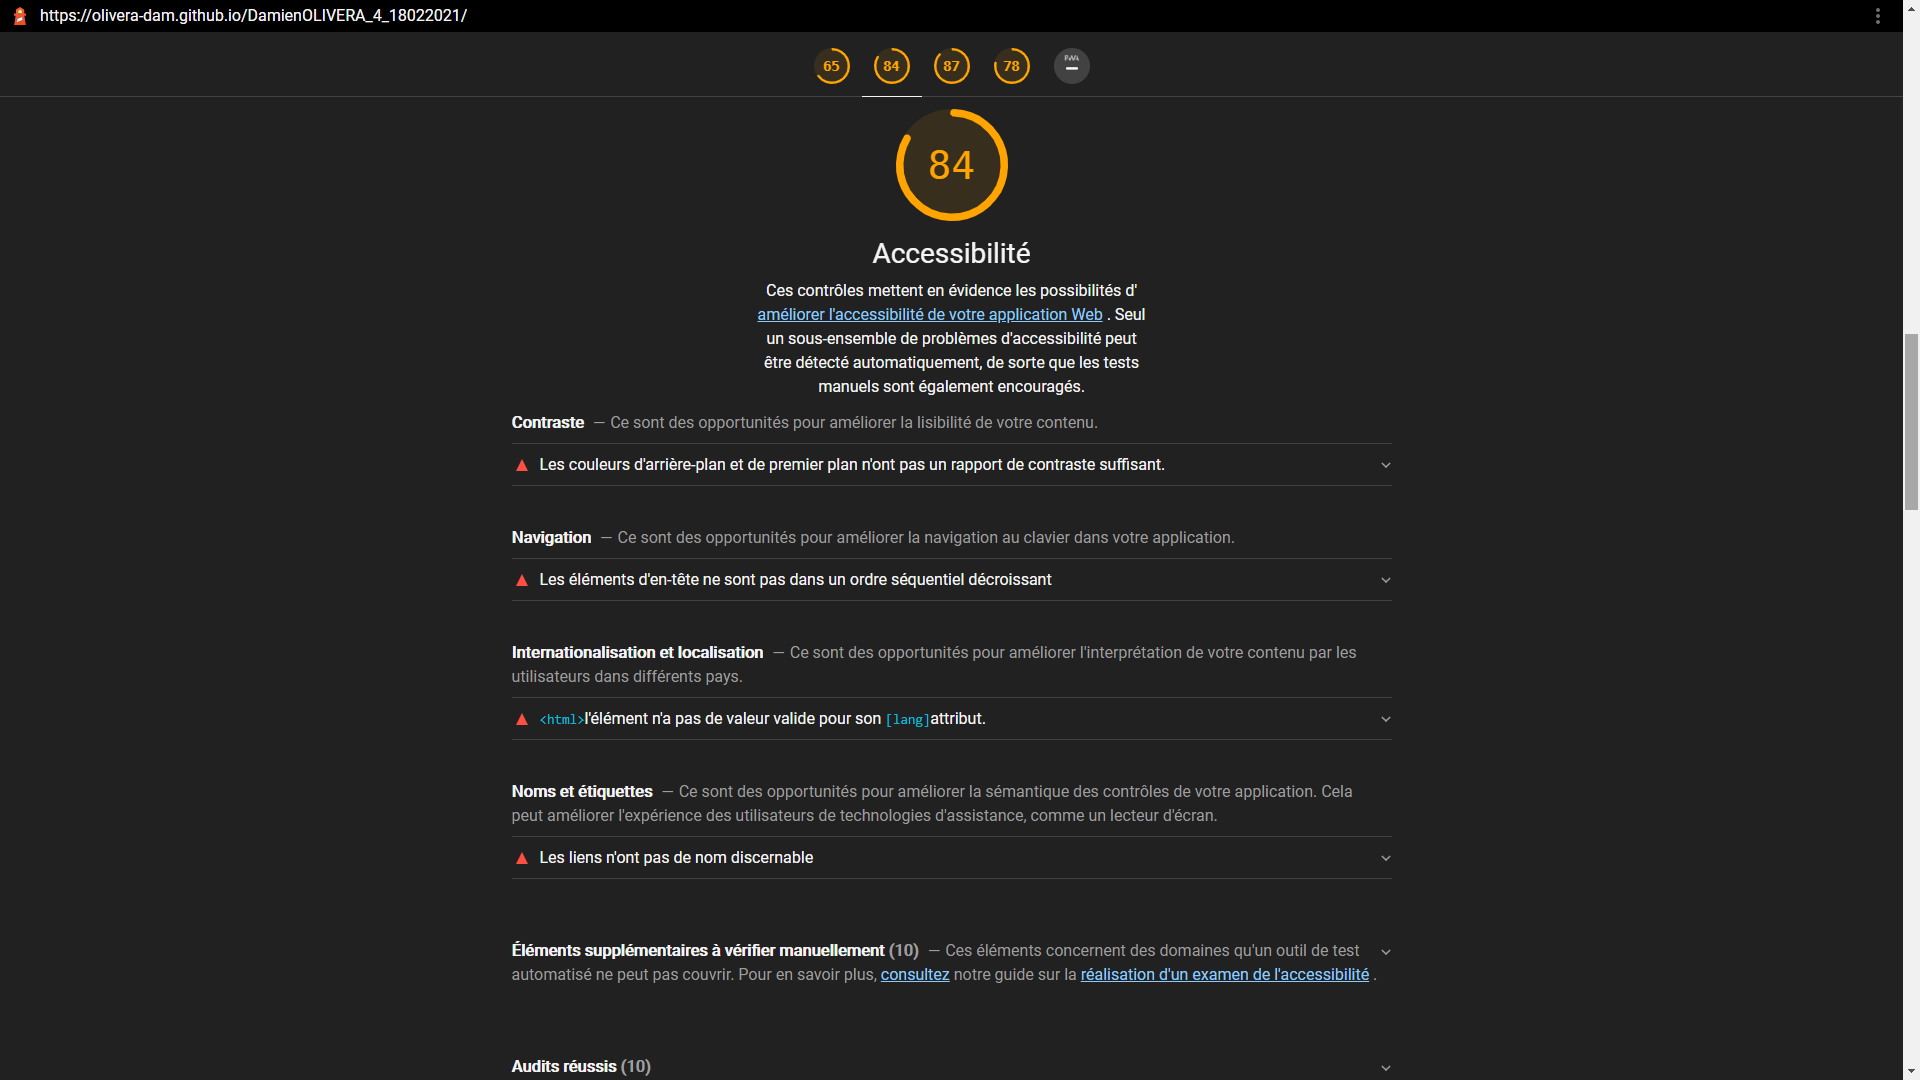 https://olivera-dam.github.io/DamienOLIVERA_4_18022021/
65 84 87 78 PWA
84
Accessibilité
Ces contrôles mettent en évidence les possibilités d'
améliorer l'accessibilité de votre application Web . Seul
un sous-ensemble de problèmes d'accessibilité peut
être détecté automatiquement, de sorte que les tests
manuels sont également encouragés.
Contraste — Ce sont des opportunités pour améliorer la lisibilité de votre contenu.
Les couleurs d'arrière-plan et de premier plan n'ont pas un rapport de contraste suffisant.
Navigation — Ce sont des opportunités pour améliorer la navigation au clavier dans votre application.
Les éléments d'en-tête ne sont pas dans un ordre séquentiel décroissant
Internationalisation et localisation — Ce sont des opportunités pour améliorer l'interprétation de votre contenu par les
utilisateurs dans différents pays.
<html>l'élément n'a pas de valeur valide pour son [lang]attribut.
Noms et étiquettes — Ce sont des opportunités pour améliorer la sémantique des contrôles de votre application. Cela
peut améliorer l'expérience des utilisateurs de technologies d'assistance, comme un lecteur d'écran.
Les liens n'ont pas de nom discernable
Éléments supplémentaires à vérifier manuellement (10) — Ces éléments concernent des domaines qu'un outil de test
automatisé ne peut pas couvrir. Pour en savoir plus, consultez notre guide sur la réalisation d'un examen de l'accessibilité .
Audits réussis (10)